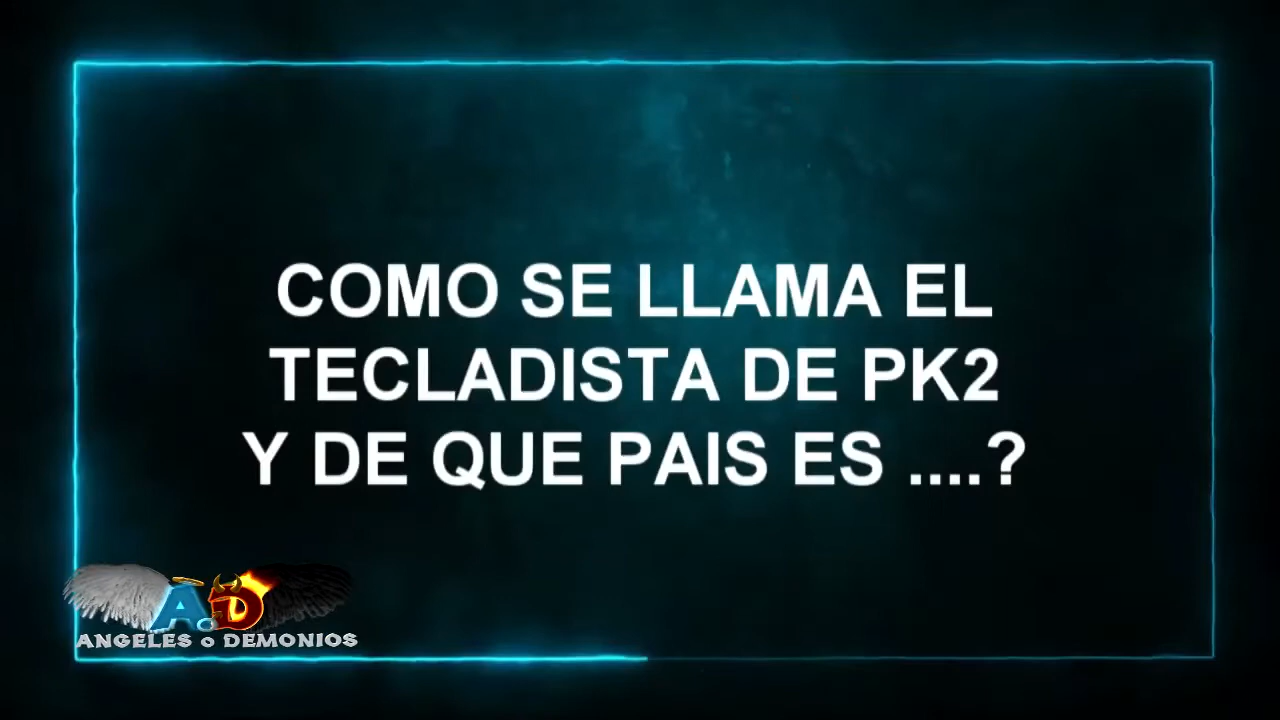 COMO SE LLAMA EL
TECLADISTA DE PK2
Y DE QUE PAIS ES ....?
A.D
ANGELES o DEMONIOS